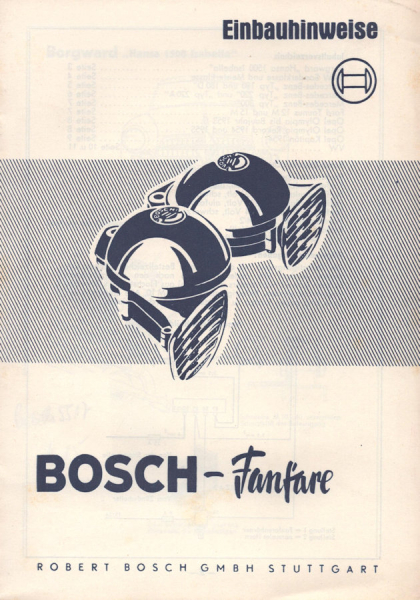 Einbauhinweise
BOSCH - Fanfare
ROBERT BOSCH GMBH STUTTGART